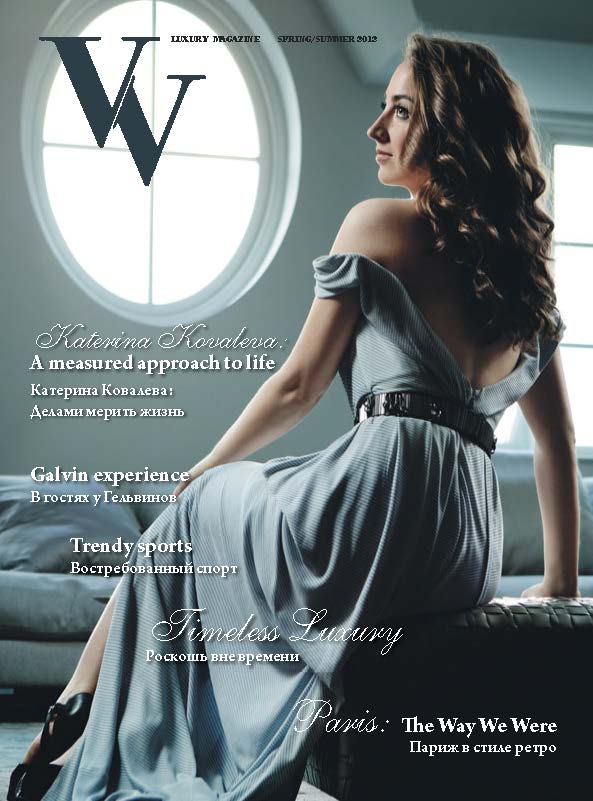 LUXURY MAGAZINE SPRING/SUMMER 2012
VV
Katerina Kovaleva:
A measured approach to life
Катерина Ковалева:
Делами мерить жизнь
Galvin experience
В гостях у Гельвинов
Trendy sports
Востребованный спорт
Timeless Luxury
Роскошь вне времени
Paris: The Way We Were
Париж в стиле ретро